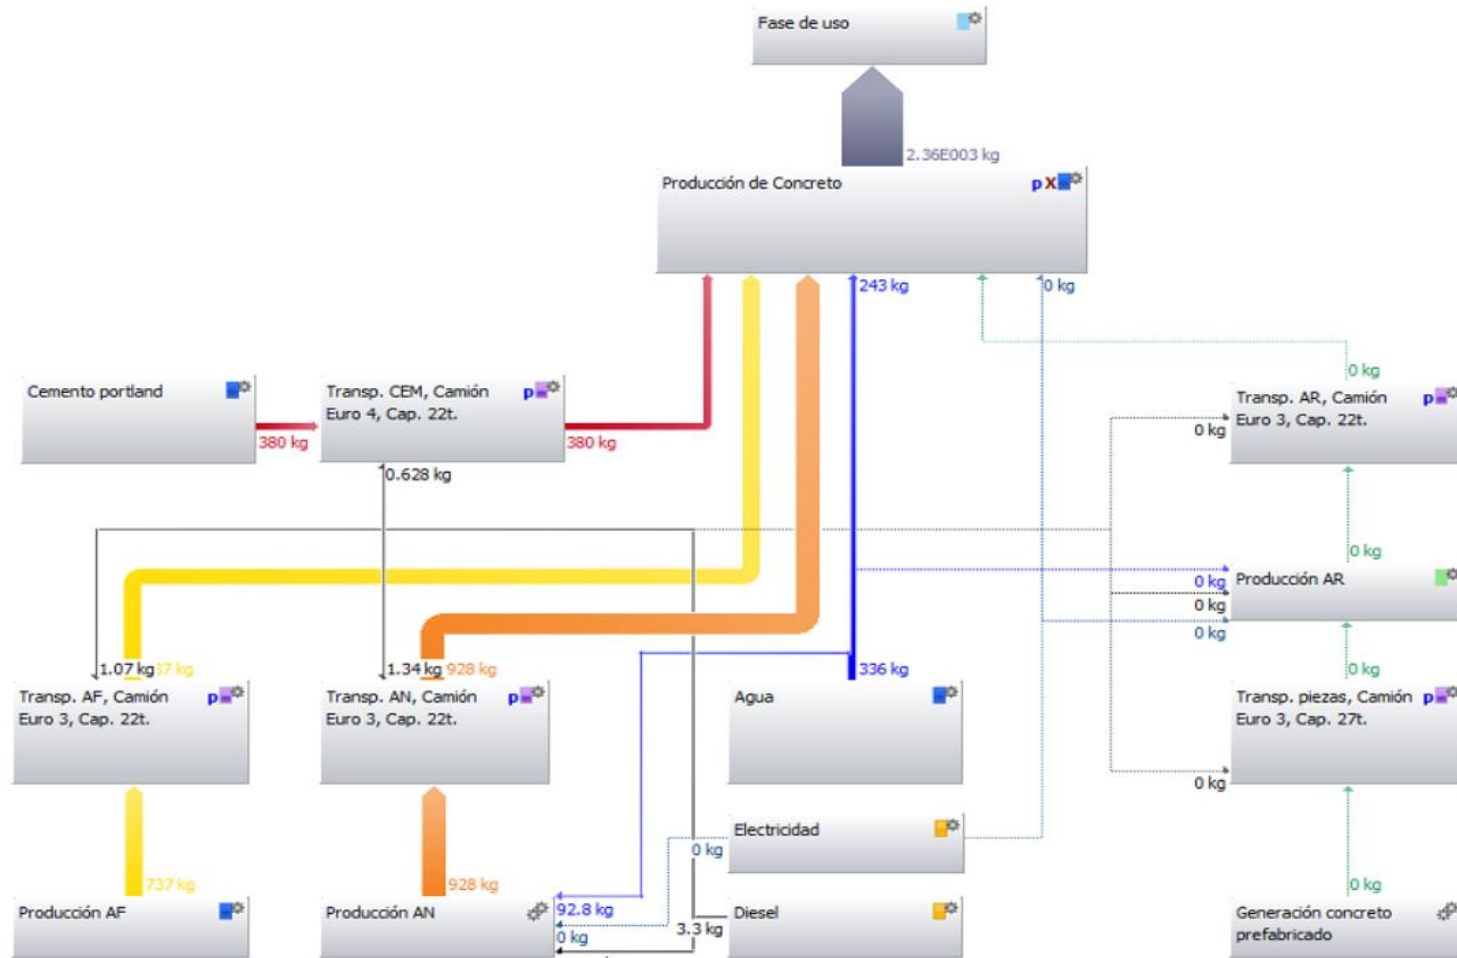 Fase de uso
2.36E003 kg
Producción de Concreto
p X
243 kg
0 kg
Cemento portland
380 kg
Transp. CEM, Camión
Euro 4, Cap. 22t.
p
380 kg
0.628 kg
0 kg
Transp. AR, Camión
Euro 3, Cap. 22t.
p
0 kg
0 kg
0 kg
0 kg
0 kg
Producción AR
1.07 kg
37 kg
1.34 kg
928 kg
336 kg
0 kg
Transp. AF, Camión
Euro 3, Cap. 22t.
p
Transp. AN, Camión
Euro 3, Cap. 22t.
p
Agua
Transp. piezas, Camión
Euro 3, Cap. 27t.
p
0 kg
Electricidad
0 kg
737 kg
928 kg
0 kg
Producción AF
Producción AN
92.8 kg
0 kg
3.3 kg
Diesel
Generación concreto
prefabricado